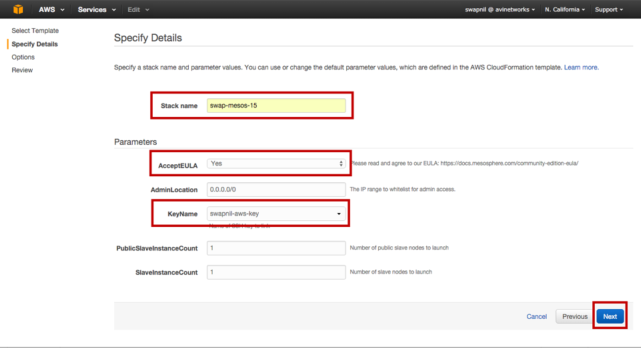 AWS Services Edit swapnil @ avinetworks N. California Support
Select Template
Specify Details
Options
Review
Specify Details
Specify a stack name and parameter values. You can use or change the default parameter values, which are defined in the AWS CloudFormation template. Learn more.
Stack name swap-mesos-15
Parameters
AcceptEULA Yes Please read and agree to our EULA: https://docs.mesosphere.com/community-edition-eula/
AdminLocation 0.0.0.0/0 The IP range to whitelist for admin access.
KeyName swapnil-aws-key
PublicSlaveInstanceCount 1 Number of public slave nodes to launch
SlaveInstanceCount 1 Number of slave nodes to launch
Cancel Previous Next